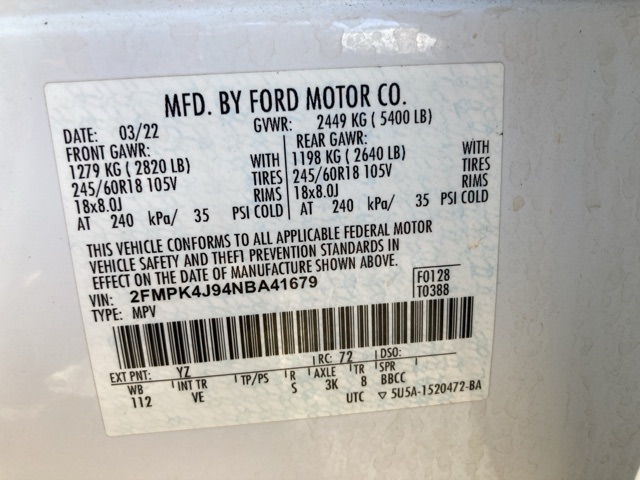 MFD. BY FORD MOTOR CO.
DATE: 03/22 GVWR: 2449 KG ( 5400 LB)
FRONT GAWR: REAR GAWR:
1279 KG ( 2820 LB) WITH 1198 KG ( 2640 LB) WITH
245/60R18 105V TIRES 245/60R18 105V TIRES
18x8.0J RIMS 18x8.0J RIMS
AT 240 kPa/ 35 PSI COLD AT 240 kPa/ 35 PSI COLD
THIS VEHICLE CONFORMS TO ALL APPLICABLE FEDERAL MOTOR
VEHICLE SAFETY AND THEFT PREVENTION STANDARDS IN
EFFECT ON THE DATE OF MANUFACTURE SHOWN ABOVE.
VIN: 2FMPK4J94NBA41679 F0128
TYPE: MPV T0388
EXT PNT: YZ RC: 72 DSO:
WB INT TR TP/PS R AXLE TR SPR
112 VE S 3K 8 BBCC
UTC ▽ 5U5A-1520472-BA